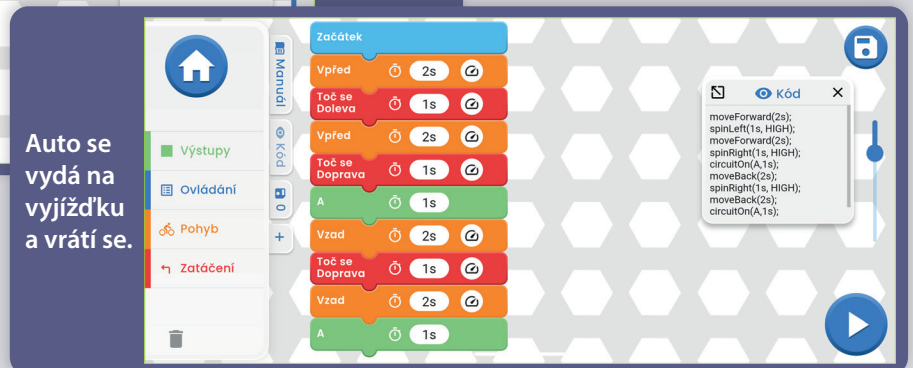 Auto se
vydá na
vyjížďku
a vrátí se.
Výstupy
Ovládání
Pohyb
Zatáčení
Manuál
Kód
0
+
Začátek
Vpřed 2s
Toč se
Doleva 1s
Vpřed 2s
Toč se
Doprava 1s
A 1s
Vzad 2s
Toč se
Doprava 1s
Vzad 2s
A 1s
Kód
moveForward(2s);
spinLeft(1s, HIGH);
moveForward(2s);
spinRight(1s, HIGH);
circuitOn(A,1s);
moveBack(2s);
spinRight(1s, HIGH);
moveBack(2s);
circuitOn(A,1s);